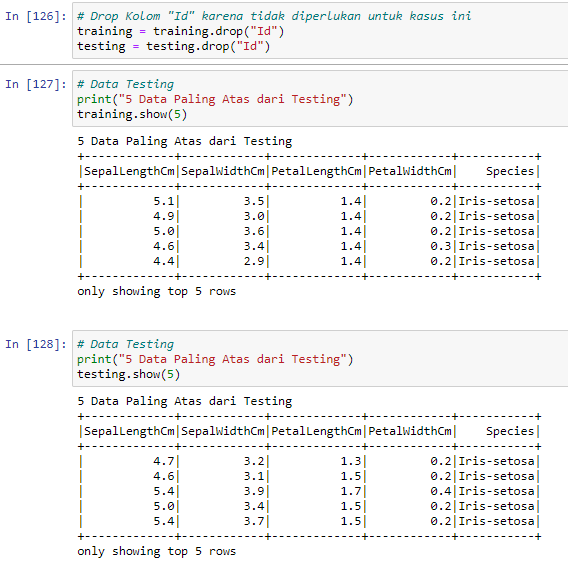 In [126]: # Drop Kolom "Id" karena tidak diperlukan untuk kasus ini
training = training.drop("Id")
testing = testing.drop("Id")
In [127]: # Data Testing
print("5 Data Paling Atas dari Testing")
training.show(5)
5 Data Paling Atas dari Testing
+-------------+------------+-------------+------------+-----------+
|SepalLengthCm|SepalWidthCm|PetalLengthCm|PetalWidthCm|    Species|
+-------------+------------+-------------+------------+-----------+
|          5.1|         3.5|          1.4|         0.2|Iris-setosa|
|          4.9|         3.0|          1.4|         0.2|Iris-setosa|
|          5.0|         3.6|          1.4|         0.2|Iris-setosa|
|          4.6|         3.4|          1.4|         0.3|Iris-setosa|
|          4.4|         2.9|          1.4|         0.2|Iris-setosa|
+-------------+------------+-------------+------------+-----------+
only showing top 5 rows
In [128]: # Data Testing
print("5 Data Paling Atas dari Testing")
testing.show(5)
5 Data Paling Atas dari Testing
+-------------+------------+-------------+------------+-----------+
|SepalLengthCm|SepalWidthCm|PetalLengthCm|PetalWidthCm|    Species|
+-------------+------------+-------------+------------+-----------+
|          4.7|         3.2|          1.3|         0.2|Iris-setosa|
|          4.6|         3.1|          1.5|         0.2|Iris-setosa|
|          5.4|         3.9|          1.7|         0.4|Iris-setosa|
|          5.0|         3.4|          1.5|         0.2|Iris-setosa|
|          5.4|         3.7|          1.5|         0.2|Iris-setosa|
+-------------+------------+-------------+------------+-----------+
only showing top 5 rows